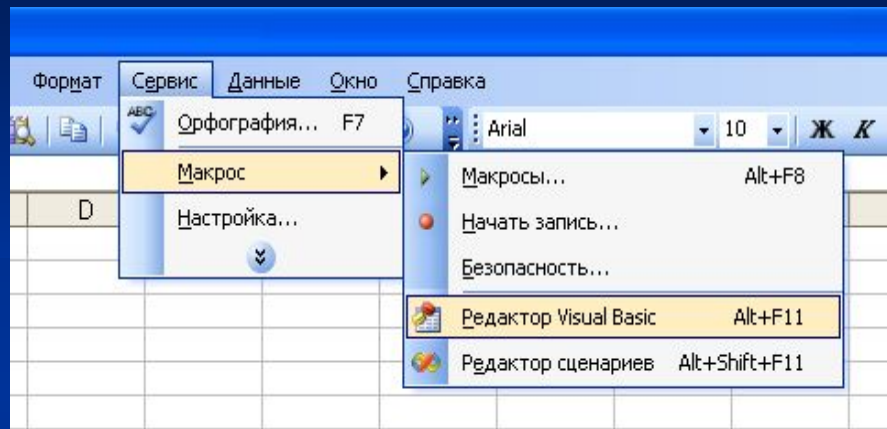 Формат Сервис Данные Окно Справка
ABC Орфография... F7 Arial 10 Ж К
Макрос Макросы... Alt+F8
D Настройка... Начать запись...
Безопасность...
Редактор Visual Basic Alt+F11
Редактор сценариев Alt+Shift+F11